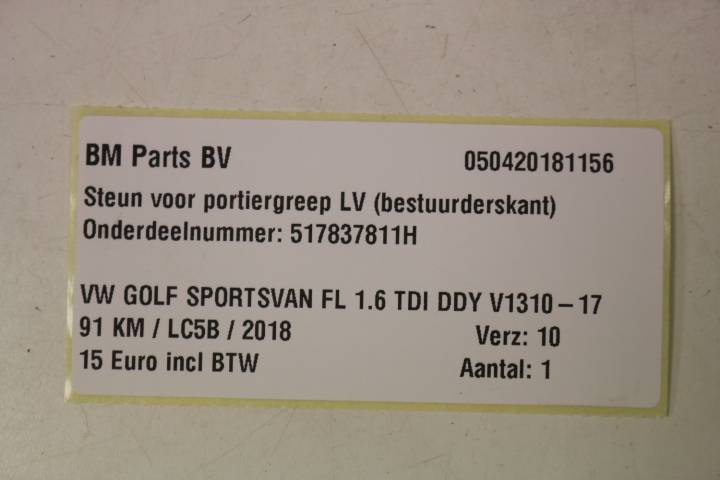 BM Parts BV 050420181156
Steun voor portiergreep LV (bestuurderskant)
Onderdeelnummer: 517837811H
VW GOLF SPORTSVAN FL 1.6 TDI DDY V1310-17
91 KM / LC5B / 2018 Verz: 10
15 Euro incl BTW Aantal: 1